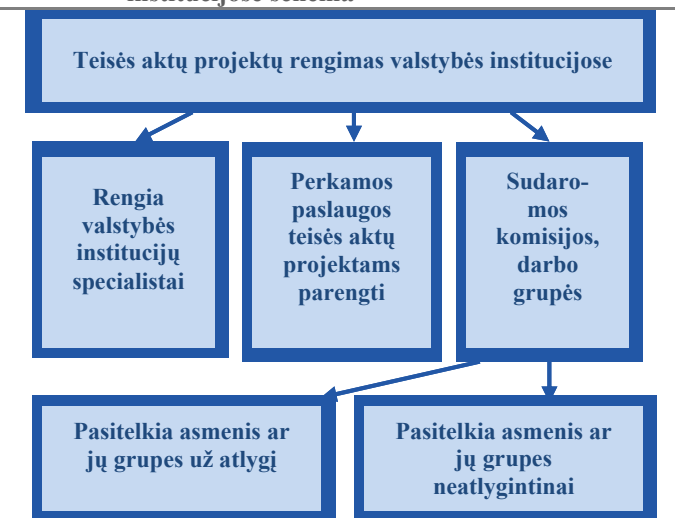 Teisės aktų projektų rengimas valstybės institucijose
Rengia
valstybės
institucijų
specialistai
Perkamos
paslaugos
teisės aktų
projektams
parengti
Sudaro-
mos
komisijos,
darbo
grupės
Pasitelkia asmenis ar
jų grupes už atlygį
Pasitelkia asmenis ar
jų grupes
neatlygintinai